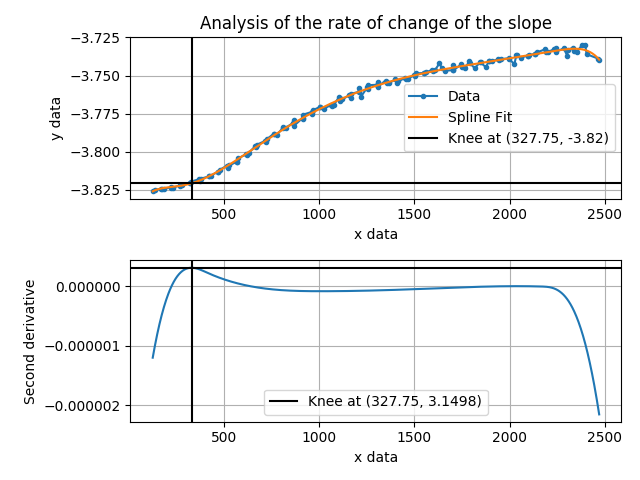 Analysis of the rate of change of the slope
−3.725
−3.750
−3.775
−3.800
−3.825
y data
Data
Spline Fit
Knee at (327.75, -3.82)
500
1000
1500
2000
2500
x data
0.000000
−0.000001
−0.000002
Second derivative
Knee at (327.75, 3.1498)
500
1000
1500
2000
2500
x data